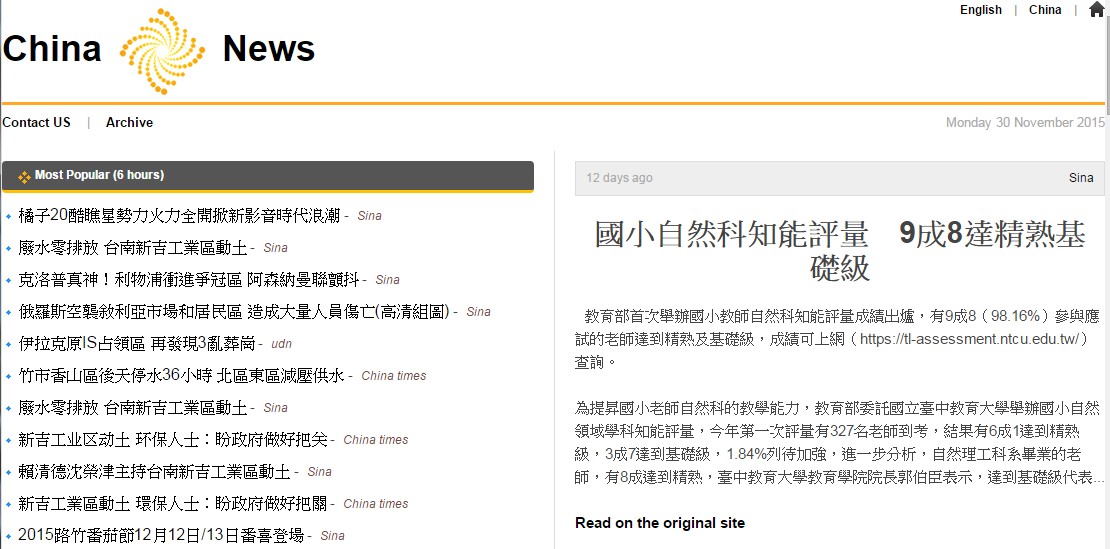 English | China |
China News
Contact US | Archive
Monday 30 November 2015
Most Popular (6 hours)
橘子20酷瞧星勢力火力全開掀新影音時代浪潮 - Sina
廢水零排放 台南新吉工業區動土 - Sina
克洛普真神！利物浦衝進爭冠區 阿森納曼聯顫抖 - Sina
俄羅斯空襲敘利亞市場和居民區 造成大量人員傷亡(高清組圖) - Sina
伊拉克原IS占領區 再發現3亂葬崗 - udn
竹市香山區後天停水36小時 北區東區減壓供水 - China times
廢水零排放 台南新吉工業區動土 - Sina
新吉工业区动土 环保人士：盼政府做好把关 - China times
賴清德沈榮津主持台南新吉工業區動土 - Sina
新吉工業區動土 環保人士：盼政府做好把關 - China times
2015路竹番茄節12月12日/13日番喜登場 - Sina
12 days ago
Sina
國小自然科知能評量　9成8達精熟基
礎級
教育部首次舉辦國小教師自然科知能評量成績出爐，有9成8（98.16%）參與應
試的老師達到精熟及基礎級，成績可上網（https://tl-assessment.ntcu.edu.tw/）
查詢。
為提昇國小老師自然科的教學能力，教育部委託國立臺中教育大學舉辦國小自然
領域學科知能評量，今年第一次評量有327名老師到考，結果有6成1達到精熟
級，3成7達到基礎級，1.84%列待加強，進一步分析，自然理工科系畢業的老
師，有8成達到精熟，臺中教育大學教育學院院長郭伯臣表示，達到基礎級代表...
Read on the original site